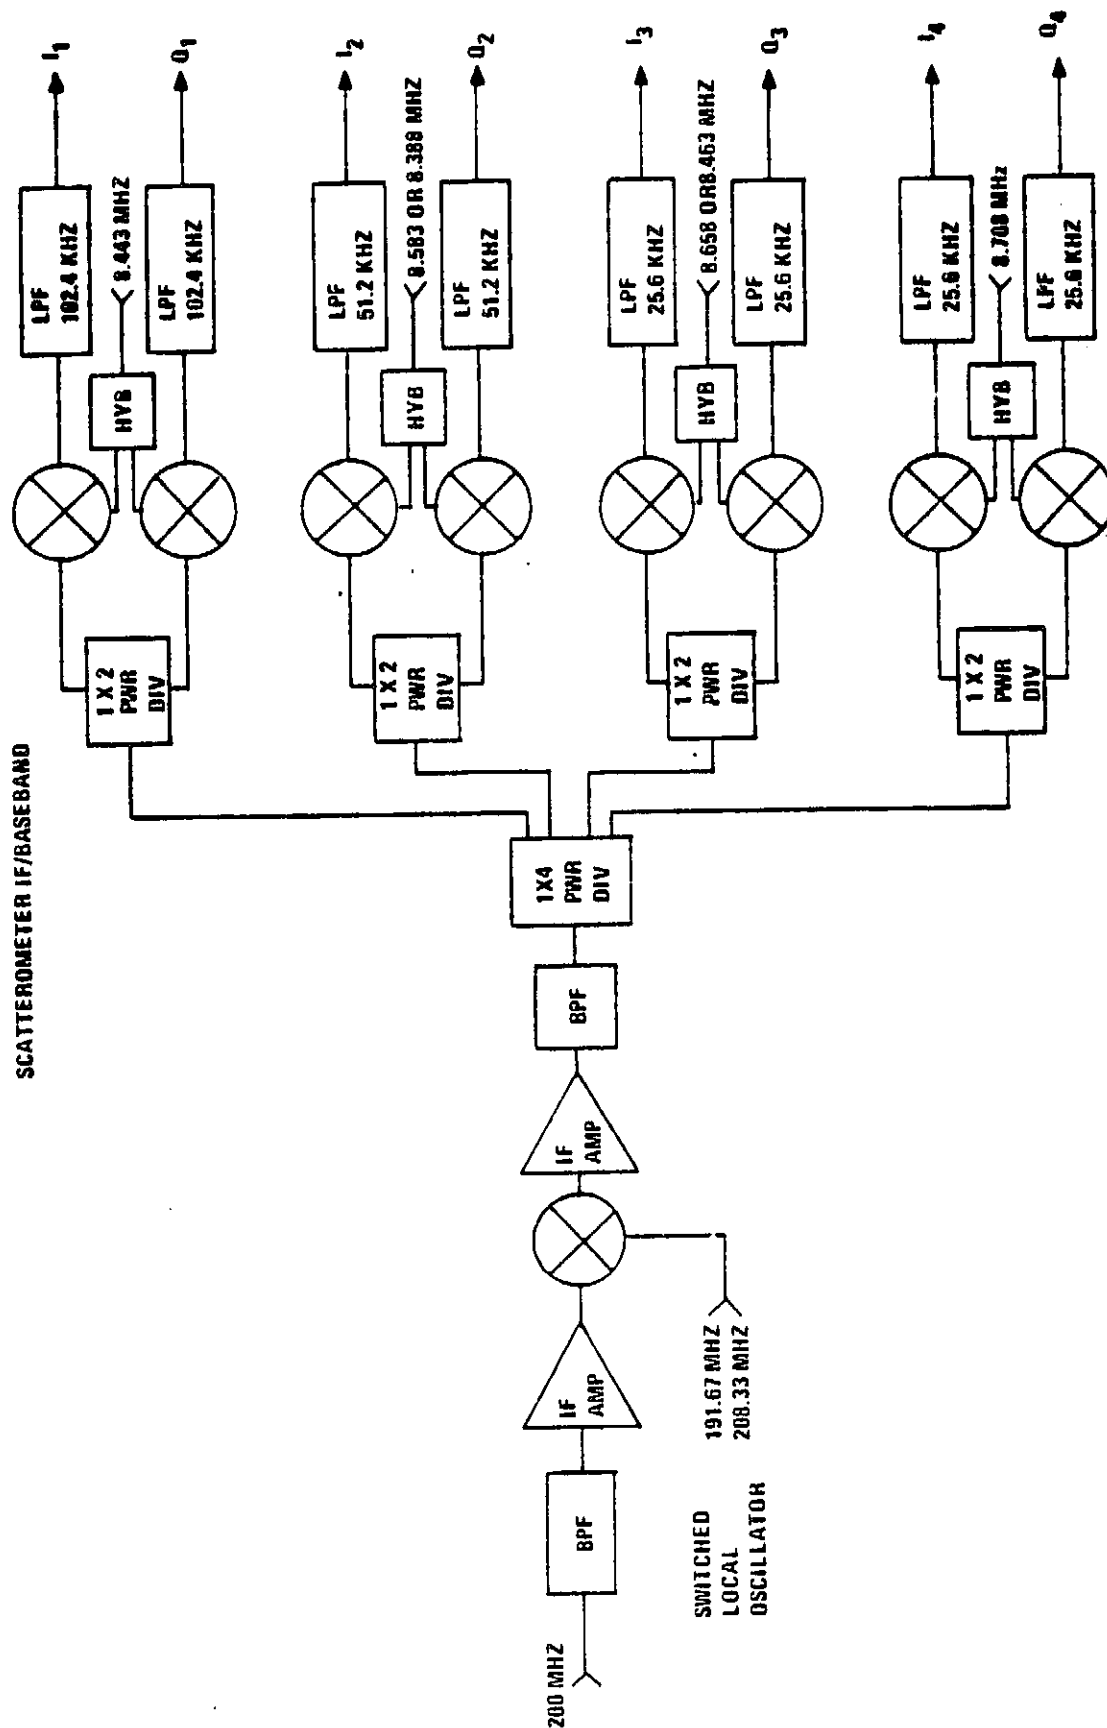 SCATTEROMETER IF/BASEBAND
200 MHZ
BPF
IF
AMP
SWITCHED
LOCAL
OSCILLATOR
191.67 MHZ
208.33 MHZ
IF
AMP
BPF
1X4
PWR
DIV
1 X 2
PWR
DIV
HYB
8.443 MHZ
LPF
102.4 KHZ
I1
LPF
102.4 KHZ
Q1
1 X 2
PWR
DIV
HYB
8.583 OR 8.388 MHZ
LPF
51.2 KHZ
I2
LPF
51.2 KHZ
Q2
1 X 2
PWR
DIV
HYB
8.658 OR 8.463 MHZ
LPF
25.6 KHZ
I3
LPF
25.6 KHZ
Q3
1 X 2
PWR
DIV
HYB
8.708 MHz
LPF
25.6 KHZ
I4
LPF
25.6 KHZ
Q4